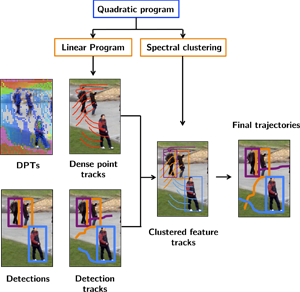 Quadratic program
Linear Program
Spectral clustering
DPTs
Dense point
tracks
Final trajectories
Clustered feature
tracks
Detections
Detection
tracks